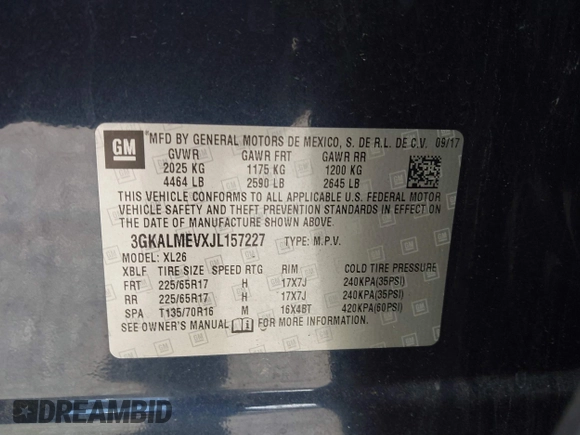 GM
*MFD BY GENERAL MOTORS DE MEXICO, S. DE R.L. DE C.V. 09/17
GVWR GAWR FRT GAWR RR
2025 KG 1175 KG 1200 KG
4464 LB 2590 LB 2645 LB
THIS VEHICLE CONFORMS TO ALL APPLICABLE U.S. FEDERAL MOTOR
VEHICLE SAFETY AND THEFT PREVENTION STANDARDS IN EFFECT ON THE
DATE OF MANUFACTURE SHOWN ABOVE.
3GKALMEVXJL157227 TYPE: M.P.V.
MODEL: XL26
XBLF TIRE SIZE SPEED RTG RIM COLD TIRE PRESSURE
FRT 225/65R17 H 17X7J 240KPA(35PSI)
RR 225/65R17 H 17X7J 240KPA(35PSI)
SPA T135/70R16 M 16X4BT 420KPA(60PSI)
SEE OWNER'S MANUAL FOR MORE INFORMATION.
DREAMBID